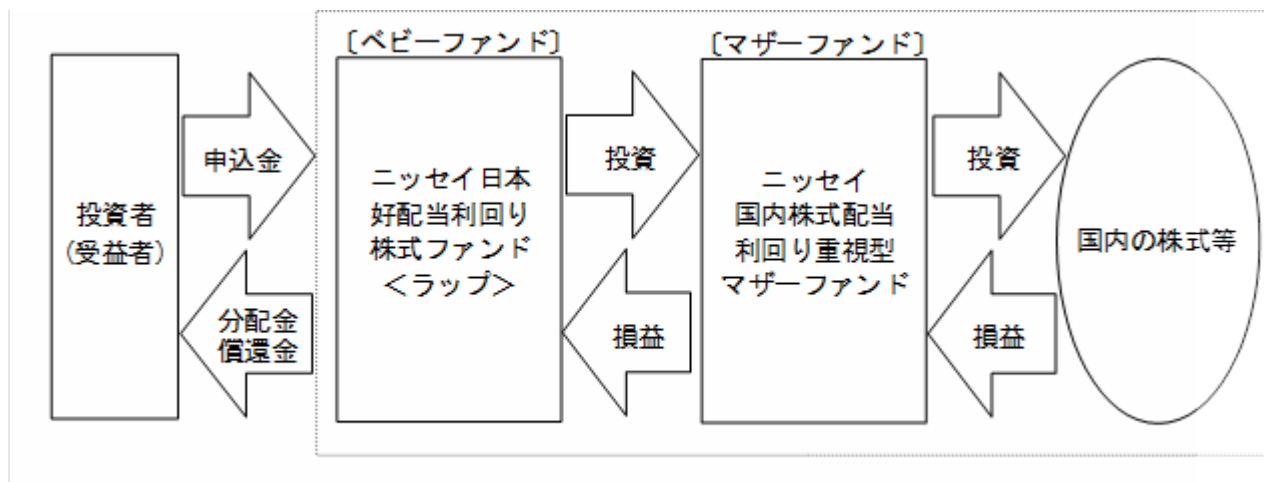 〔ベビーファンド〕
〔マザーファンド〕
投資者
(受益者)
申込金
分配金
償還金
ニッセイ日本
好配当利回り
株式ファンド
＜ラップ＞
投資
損益
ニッセイ
国内株式配当
利回り重視型
マザーファンド
投資
損益
国内の株式等